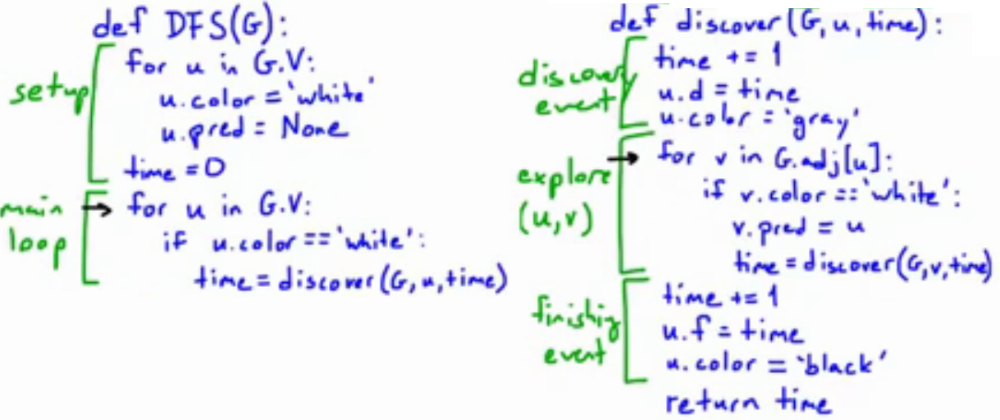 def DFS(G):
setup
for u in G.V:
u.color = 'white'
u.pred = None
time = 0
main loop
for u in G.V:
if u.color == 'white':
time = discover(G, u, time)
def discover(G, u, time):
discovery event
time += 1
u.d = time
u.color = 'gray'
explore (u, v)
for v in G.adj[u]:
if v.color == 'white':
v.pred = u
time = discover(G, v, time)
finishing event
time += 1
u.f = time
u.color = 'black'
return time